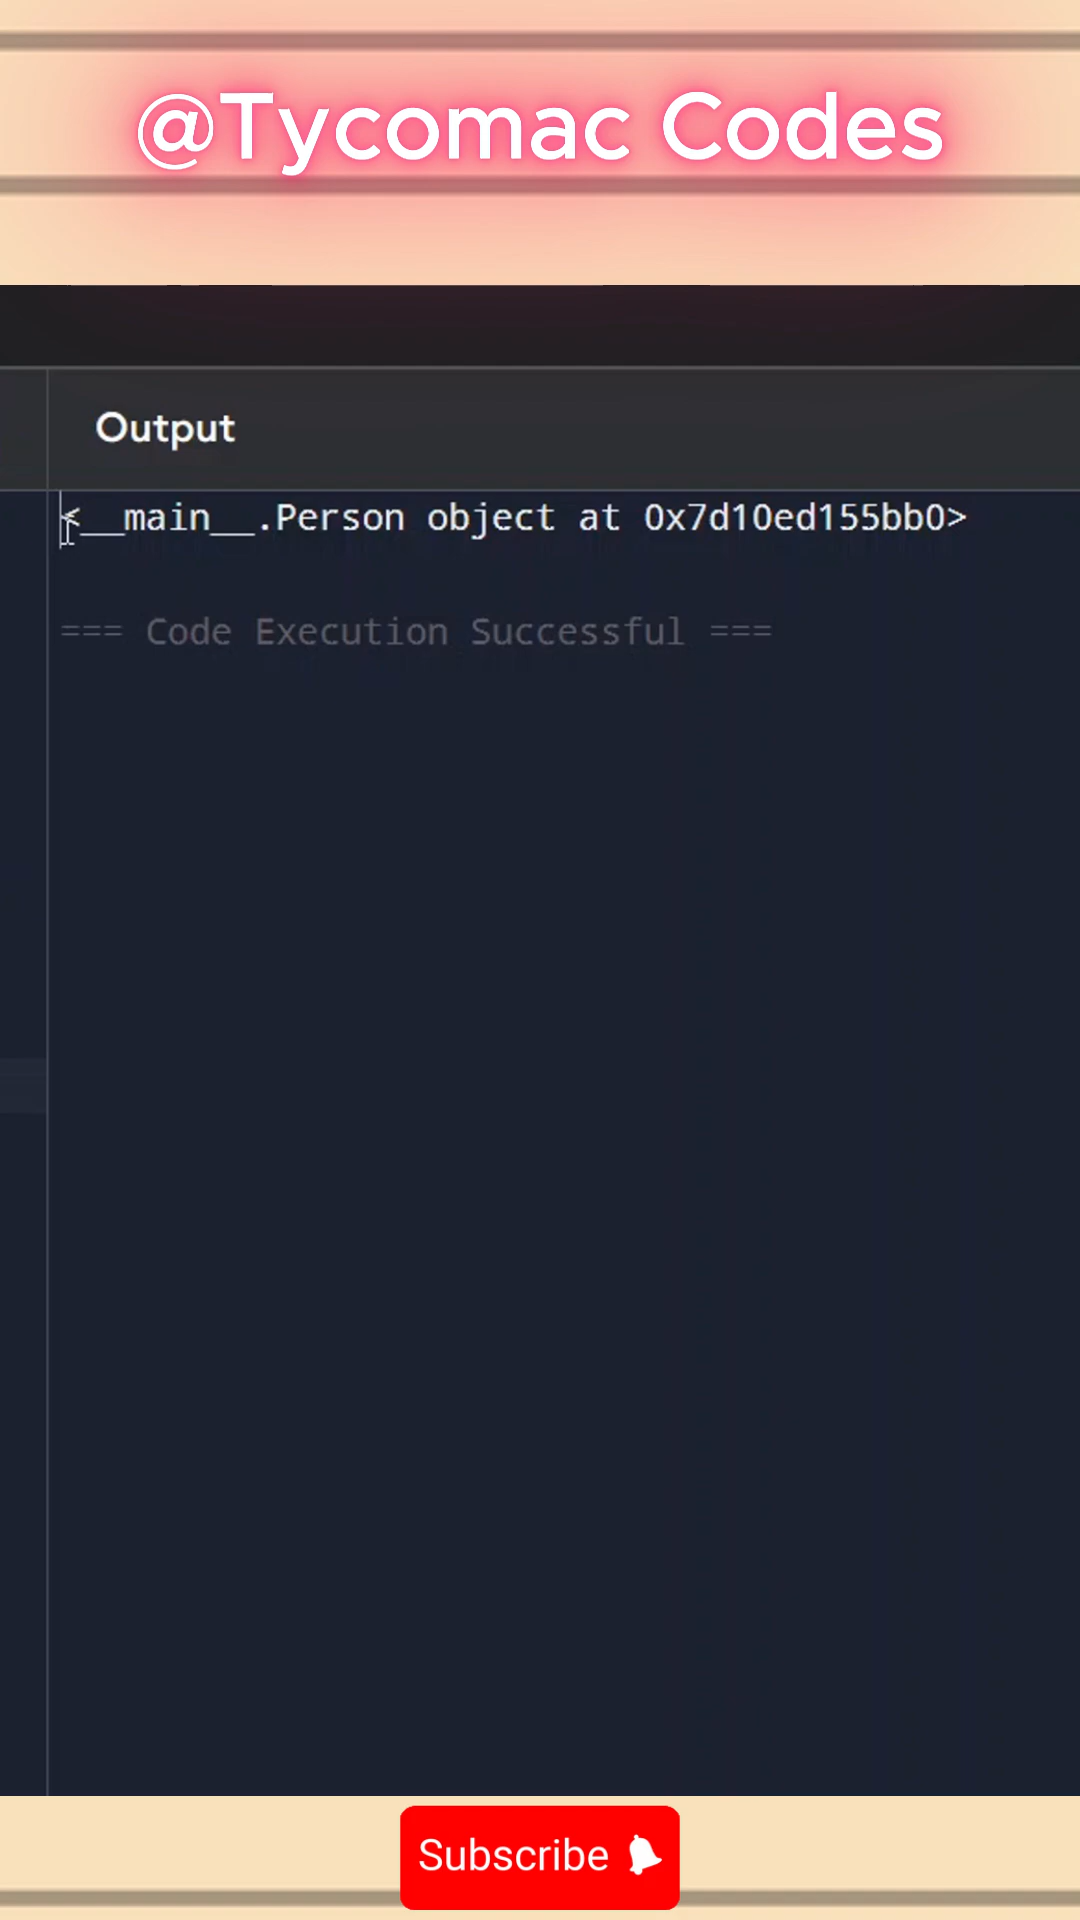 @Tycomac Codes
Output
<__main__.Person object at 0x7d10ed155bb0>
=== Code Execution Successful ===
Subscribe